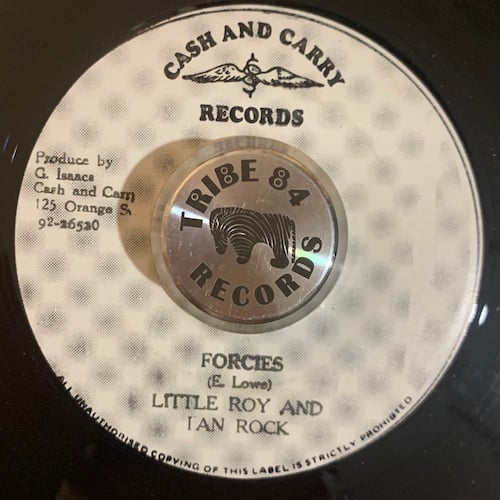 CASH AND CARRY
RECORDS
Produce by
G. Isaacs
Cash and Carry
125 Orange S.
92-26520
TRIBE 84
RECORDS
FORCIES
(E. Lowe)
LITTLE ROY AND
IAN ROCK
ALL UNAUTHORISED COPYING OF THIS LABEL IS STRICTLY PROHIBITED